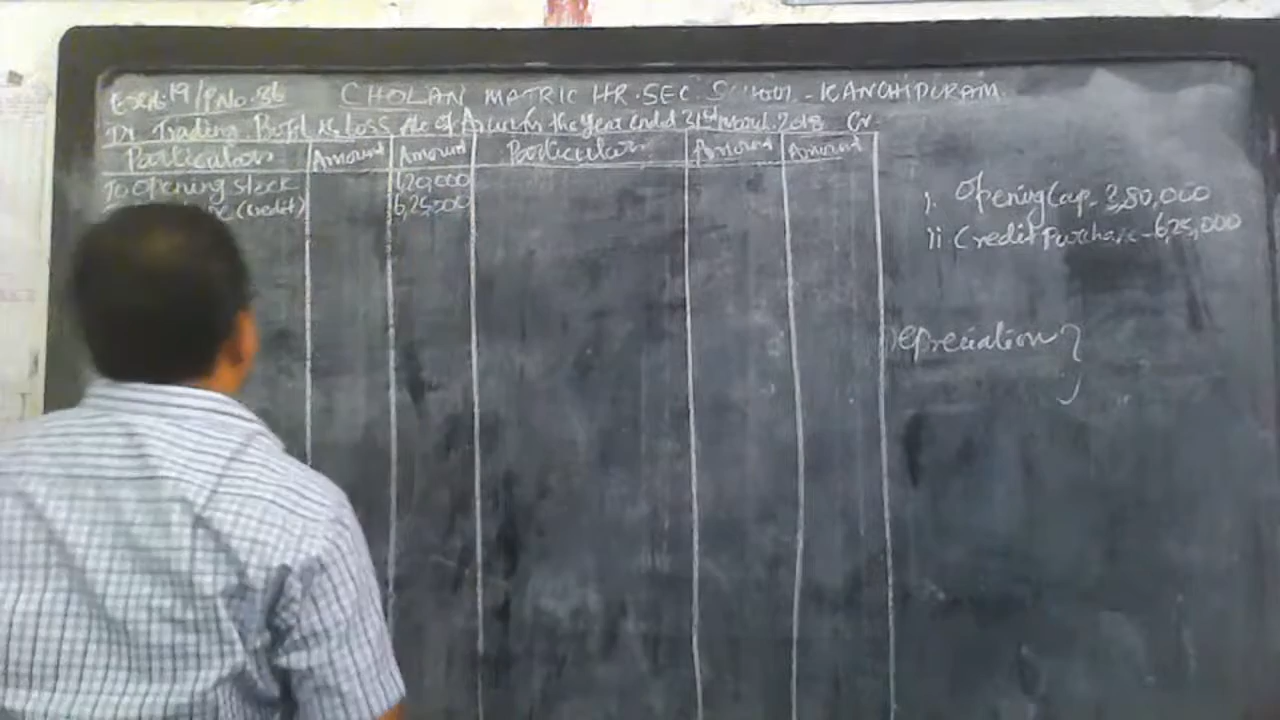 Exer:19/P.No.36 CHOLAN MATRIC HR.SEC SCHOOL - KANCHIPURAM
Dr Trading Profit & Loss A/c of Arun for the year ended 31st March.2018 Cr
Particulars Amount Amount Particulars Amount Amount
To Opening stock 1,20,000
(Credit) 6,25,000
i. Opening Cap - 3,80,000
ii. Credit Purchase - 6,25,000
Depreciation }